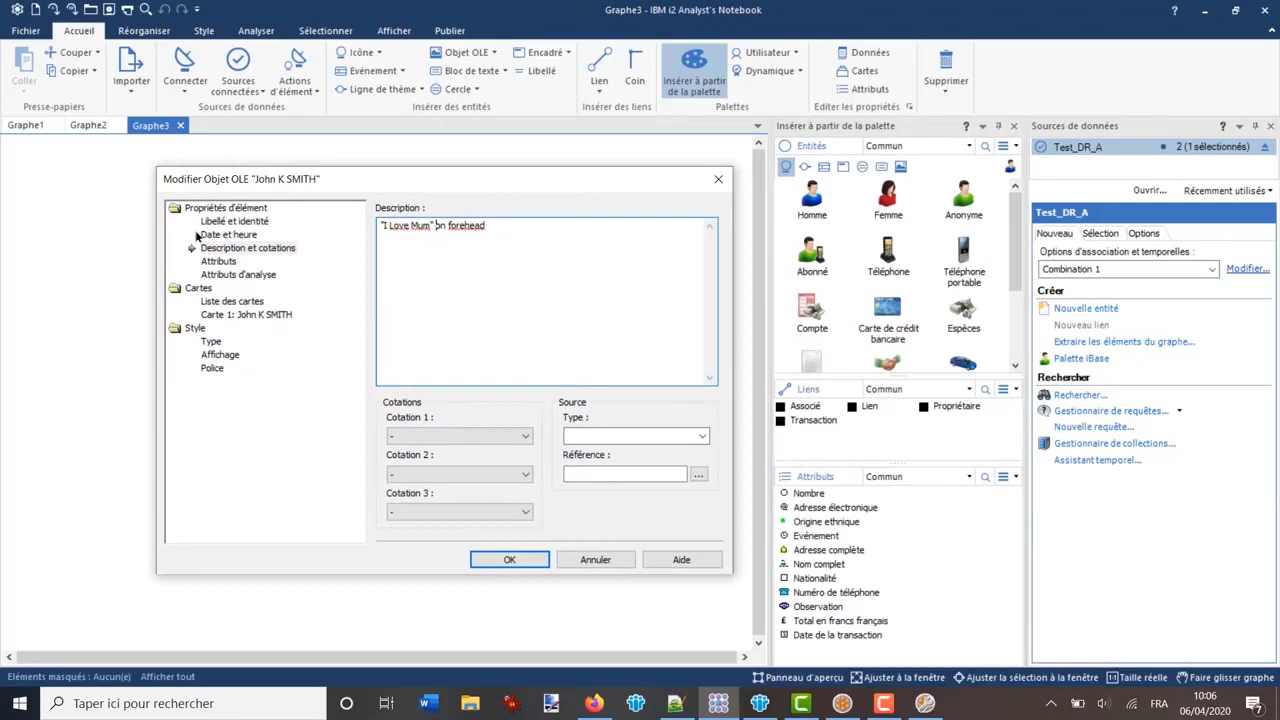 Graphe3 - IBM i2 Analyst's Notebook
Fichier Accueil Réorganiser Style Analyser Sélectionner Afficher Publier
Coller Couper Copier
Presse-papiers
Importer Connecter Sources connectées Actions d'élément
Sources de données
Icône Objet OLE Encadré
Evénement Bloc de texte Libellé
Ligne de thème Cercle
Insérer des entités
Lien Coin
Insérer des liens
Insérer à partir de la palette Utilisateur Dynamique
Palettes
Données
Cartes
Attributs
Editer les propriétés
Supprimer
Graphe1 Graphe2 Graphe3
Modifier Objet OLE "John K SMITH"
Propriétés d'élément
Libellé et identité
Date et heure
Description et cotations
Attributs
Attributs d'analyse
Cartes
Liste des cartes
Carte 1: John K SMITH
Style
Type
Affichage
Police
Description :
"I Love Mum" on forehead
Cotations
Cotation 1 :
-
Cotation 2 :
-
Cotation 3 :
-
Source
Type :
Référence :
...
OK Annuler Aide
Insérer à partir de la palette
Entités Commun
Homme Femme Anonyme
Abonné Téléphone Téléphone portable
Compte Carte de crédit bancaire Espèces
Liens Commun
Associé Lien Propriétaire
Transaction
Attributs Commun
Nombre
Adresse électronique
Origine ethnique
Evénement
Adresse complète
Nom complet
Nationalité
Numéro de téléphone
Observation
Total en francs français
Date de la transaction
Sources de données
Test_DR_A 2 (1 sélectionnés)
Ouvrir... Récemment utilisés
Test_DR_A
Nouveau Sélection Options
Options d'association et temporelles :
Combination 1 Modifier...
Créer
Nouvelle entité
Nouveau lien
Extraire les éléments du graphe...
Palette iBase
Rechercher
Rechercher...
Gestionnaire de requêtes...
Nouvelle requête...
Gestionnaire de collections...
Assistant temporel...
Eléments masqués : Aucun(e) Afficher tout
Panneau d'aperçu Ajuster à la fenêtre Ajuster la sélection à la fenêtre Taille réelle Faire glisser graphe
Taper ici pour rechercher
FRA
10:06
06/04/2020